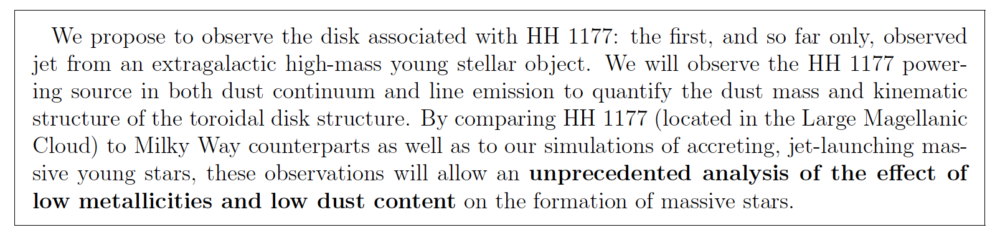 We propose to observe the disk associated with HH 1177: the first, and so far only, observed
jet from an extragalactic high-mass young stellar object. We will observe the HH 1177 power-
ing source in both dust continuum and line emission to quantify the dust mass and kinematic
structure of the toroidal disk structure. By comparing HH 1177 (located in the Large Magellanic
Cloud) to Milky Way counterparts as well as to our simulations of accreting, jet-launching mas-
sive young stars, these observations will allow an unprecedented analysis of the effect of
low metallicities and low dust content on the formation of massive stars.